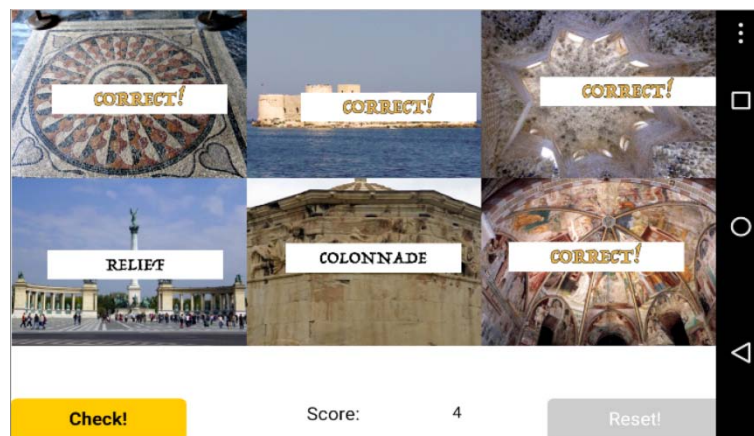 CORRECT!
CORRECT!
CORRECT!
RELIEF
COLONNADE
CORRECT!
Check!
Score: 4
Reset!